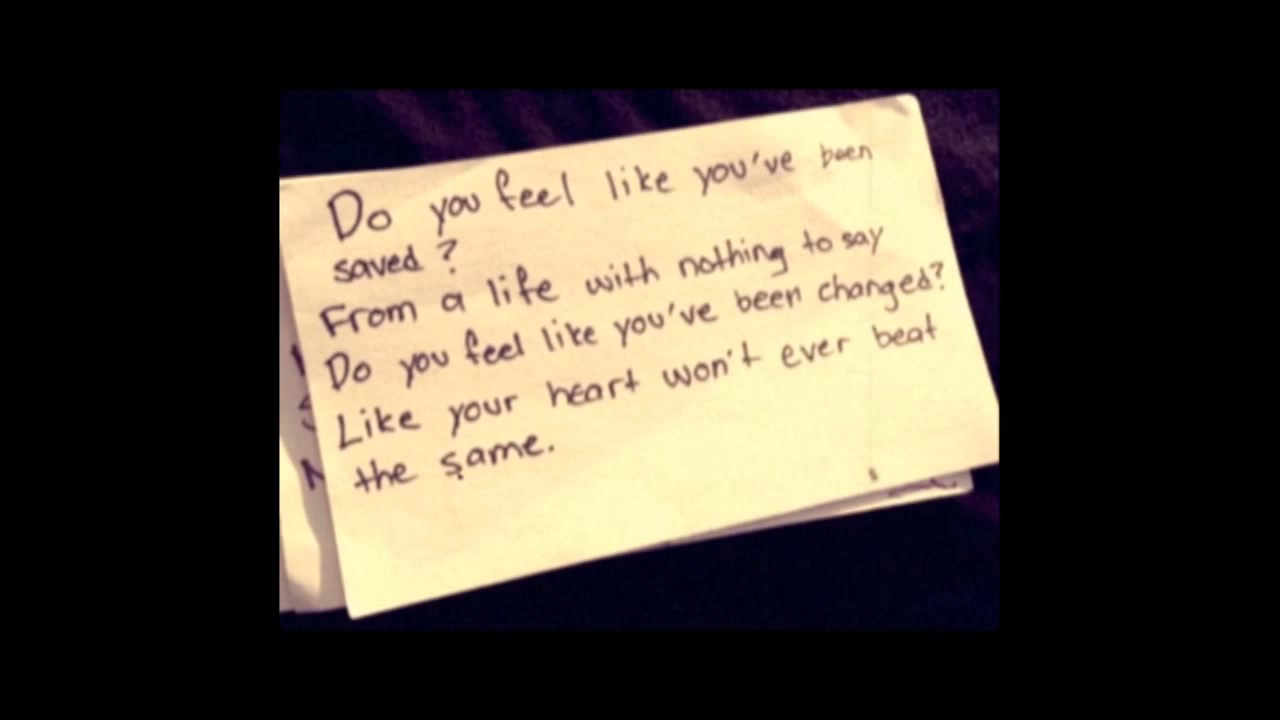 Do you feel like you've been
saved?
From a life with nothing to say
Do you feel like you've been changed?
Like your heart won't ever beat
the same.